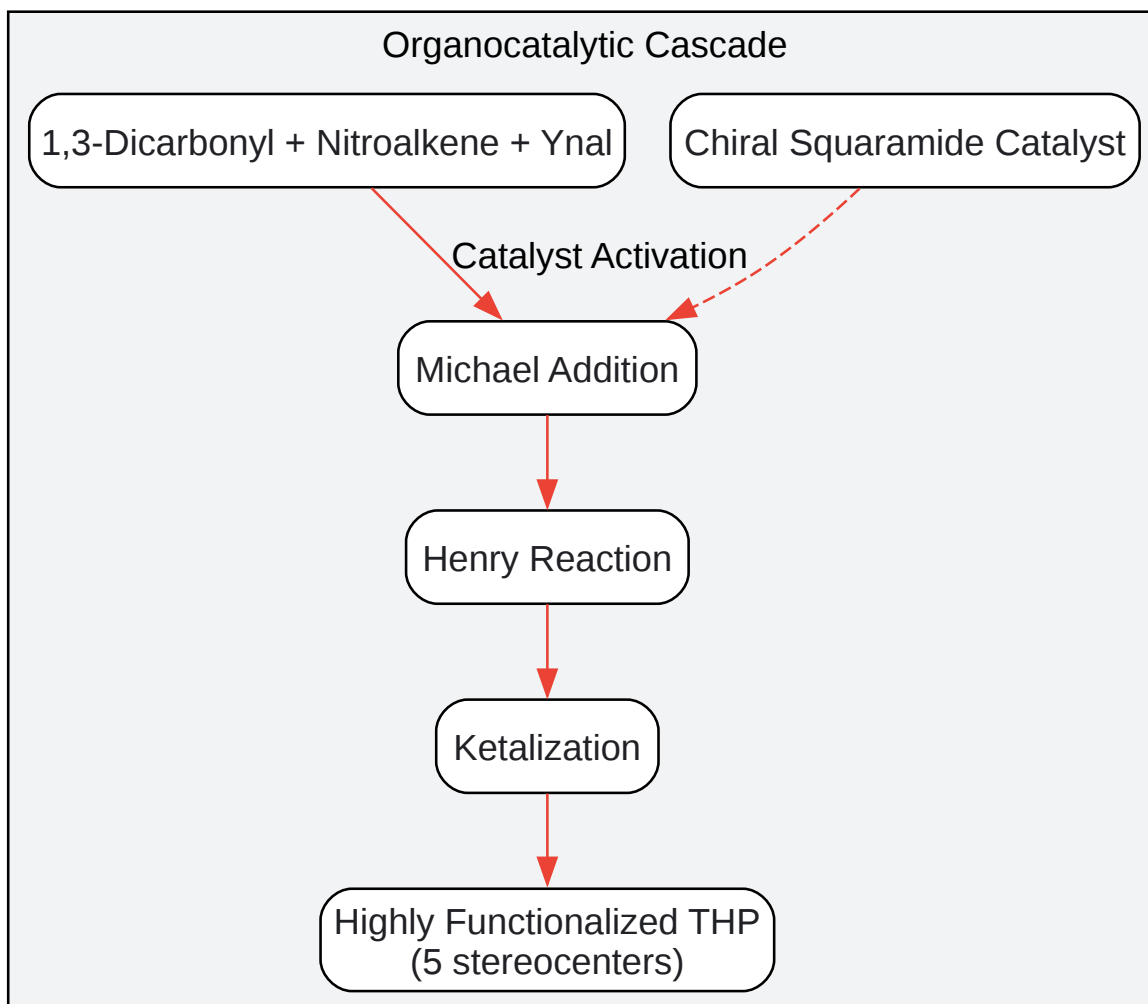 Organocatalytic Cascade
1,3-Dicarbonyl + Nitroalkene + Ynal
Chiral Squaramide Catalyst
Catalyst Activation
Michael Addition
Henry Reaction
Ketalization
Highly Functionalized THP
(5 stereocenters)